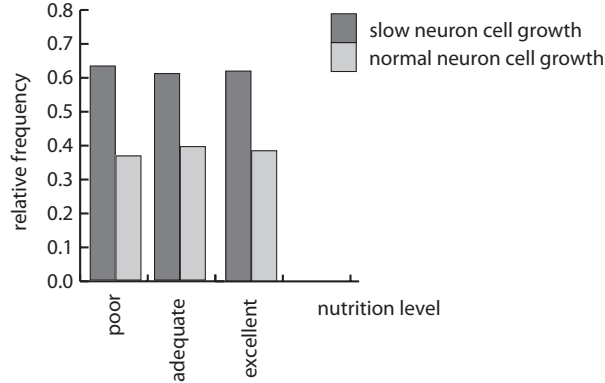 0.8
0.7
0.6
0.5
0.4
0.3
0.2
0.1
0.0
relative frequency
slow neuron cell growth
normal neuron cell growth
poor
adequate
excellent
nutrition level